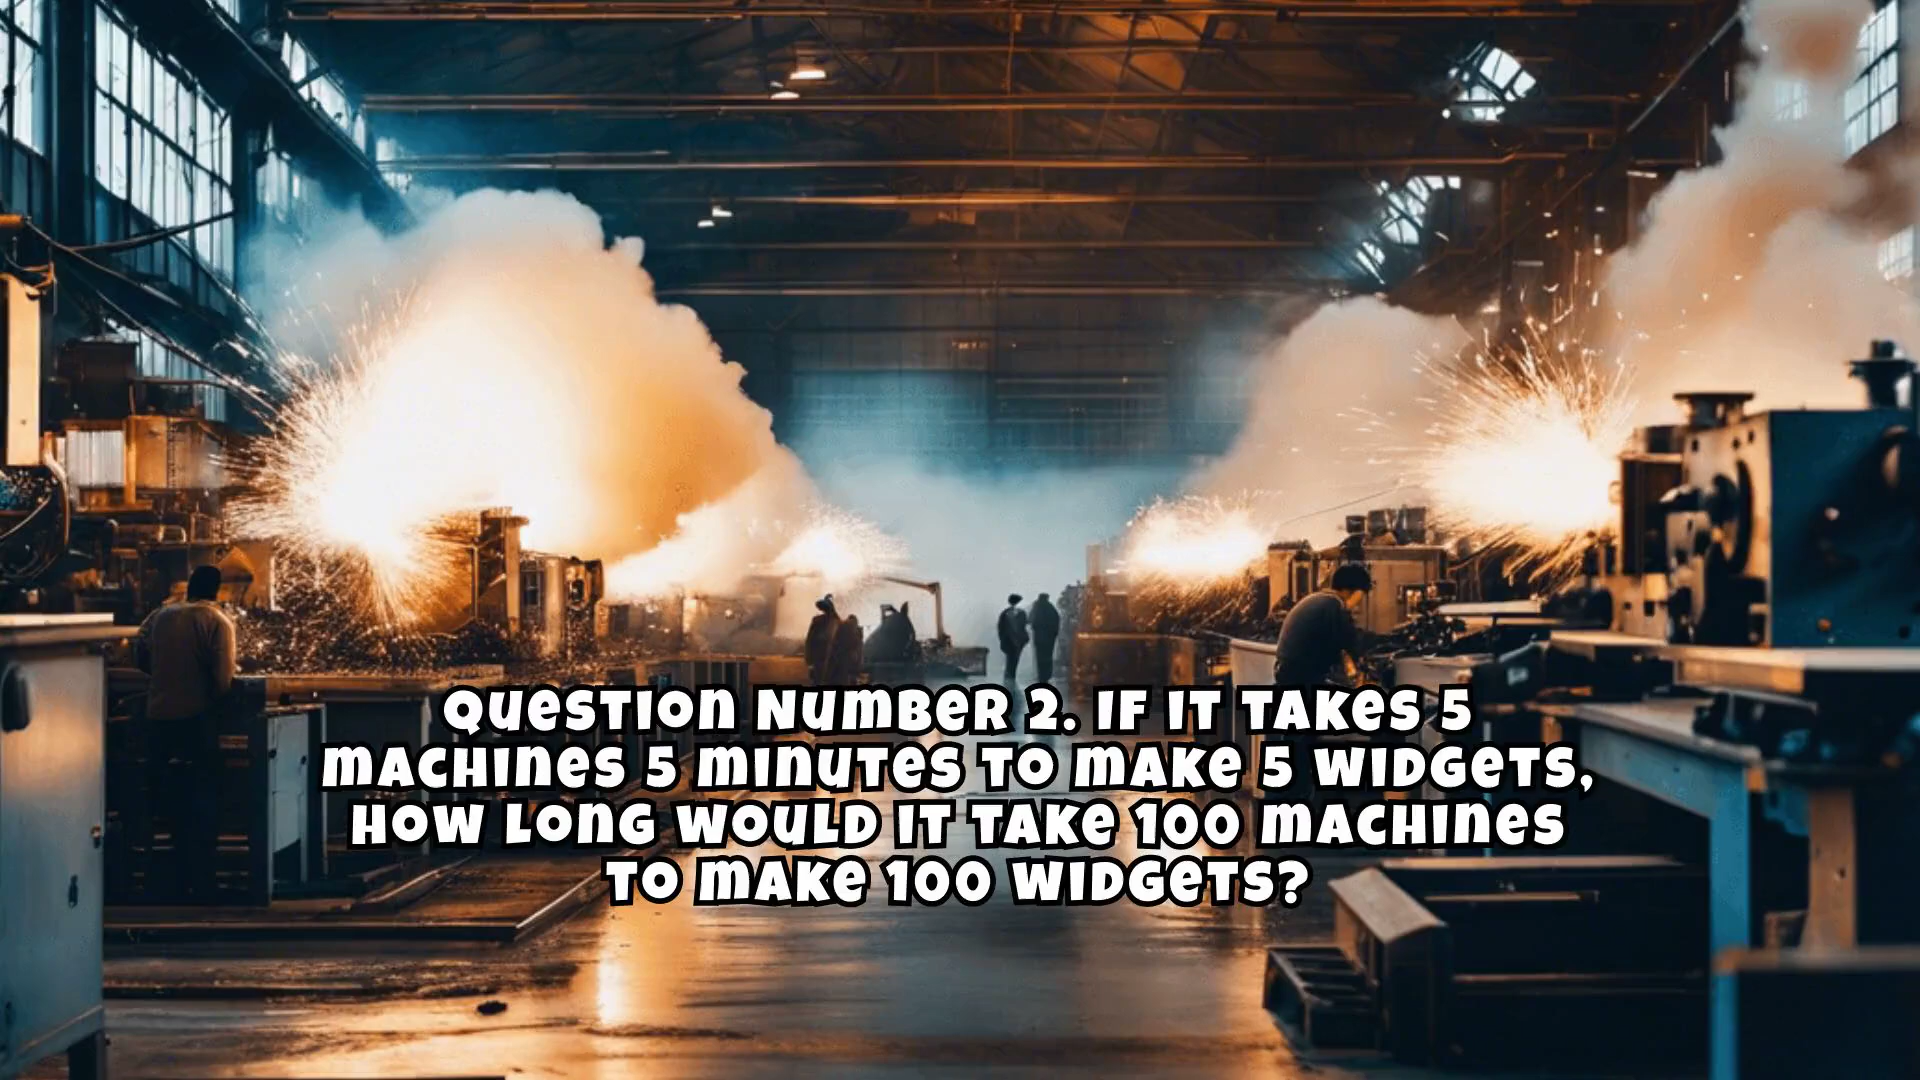 QUESTION NUMBER 2. IF IT TAKES 5
MACHINES 5 MINUTES TO MAKE 5 WIDGETS,
HOW LONG WOULD IT TAKE 100 MACHINES
TO MAKE 100 WIDGETS?